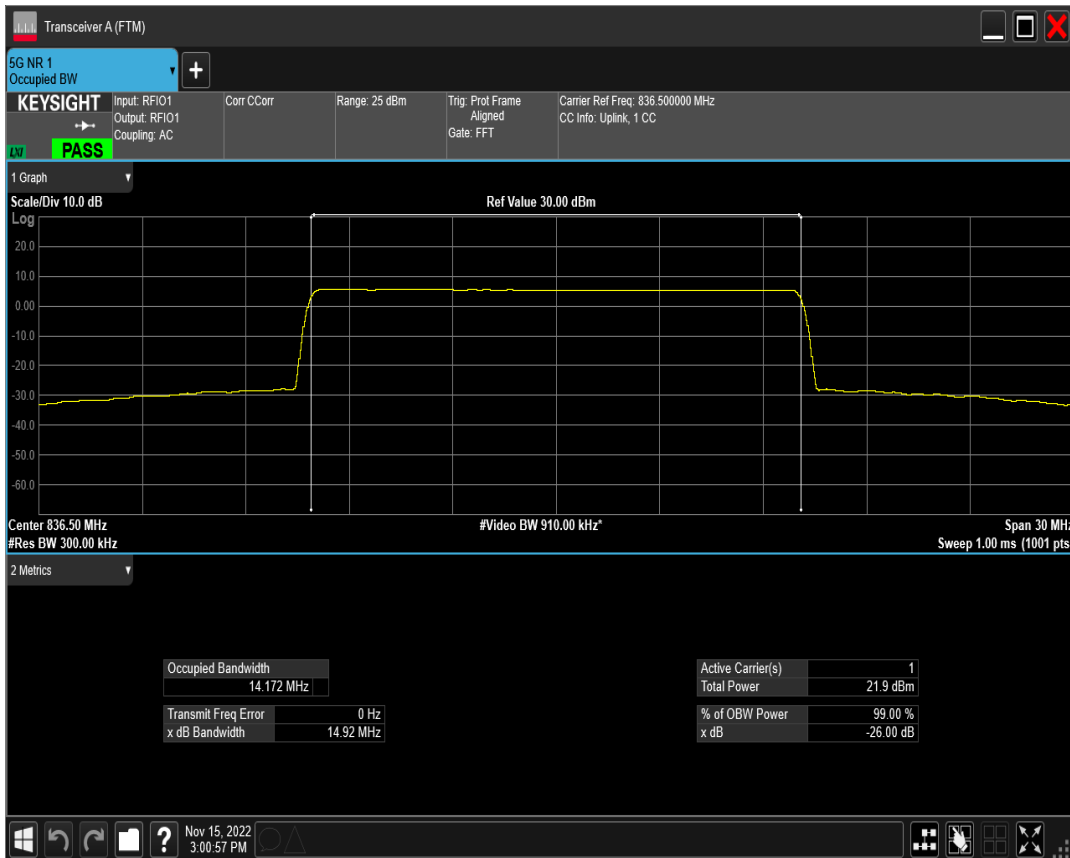 Transceiver A (FTM)
5G NR 1
Occupied BW
+
KEYSIGHT
LXI
PASS
Input: RFIO1
Output: RFIO1
Coupling: AC
Corr CCorr
Range: 25 dBm
Trig: Prot Frame
Aligned
Gate: FFT
Carrier Ref Freq: 836.500000 MHz
CC Info: Uplink, 1 CC
1 Graph
Scale/Div 10.0 dB
Ref Value 30.00 dBm
Log
20.0
10.0
0.00
-10.0
-20.0
-30.0
-40.0
-50.0
-60.0
Center 836.50 MHz
#Video BW 910.00 kHz*
Span 30 MHz
#Res BW 300.00 kHz
Sweep 1.00 ms (1001 pts
2 Metrics
Occupied Bandwidth
14.172 MHz
Transmit Freq Error 0 Hz
x dB Bandwidth 14.92 MHz
Active Carrier(s) 1
Total Power 21.9 dBm
% of OBW Power 99.00 %
x dB -26.00 dB
?
Nov 15, 2022
3:00:57 PM